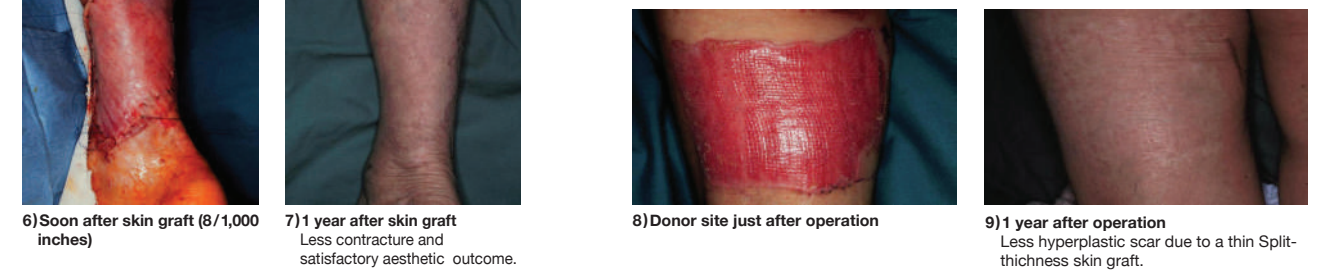 6)Soon after skin graft (8/1,000
inches)
7)1 year after skin graft
Less contracture and
satisfactory aesthetic outcome.
8)Donor site just after operation
9)1 year after operation
Less hyperplastic scar due to a thin Split-
thichness skin graft.